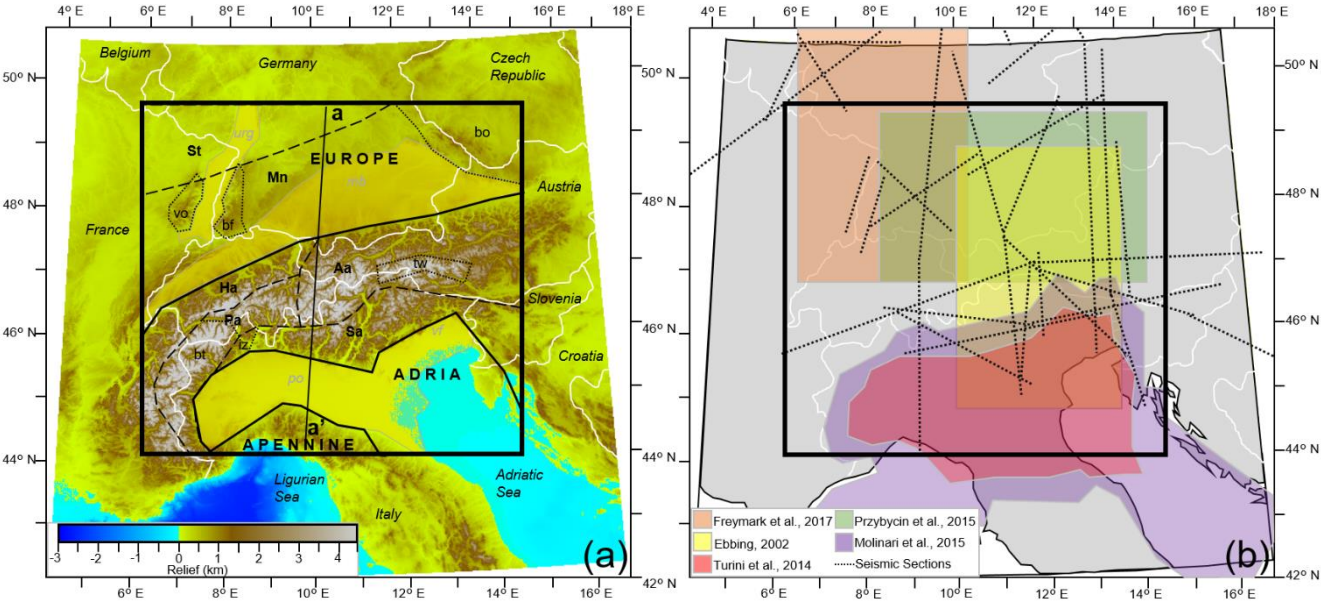 4° E 6° E 8° E 10° E 12° E 14° E 16° E
Belgium
Germany
Czech
Republic
50° N
a
urg
bo
St
EUROPE
Mn
mb
Austria
48° N
vo
bf
France
Aa
tw
Ha
Slovenia
Pa
Sa
46° N
iz
vf
bt
Croatia
po
ADRIA
a'
APENNINE
44° N
Ligurian
Sea
Adriatic
Sea
Italy
-3 -2 -1 0 1 2 3 4
Relief (km)
(a)
42° N
6° E 8° E 10° E 12° E 14° E 16° E
4° E 6° E 8° E 10° E 12° E 14° E 16° E 18° E
50° N
48° N
46° N
44° N
Freymark et al., 2017
Przybycin et al., 2015
Ebbing, 2002
Molinari et al., 2015
Turini et al., 2014
Seismic Sections
(b)
42° N
6° E 8° E 10° E 12° E 14° E 16° E